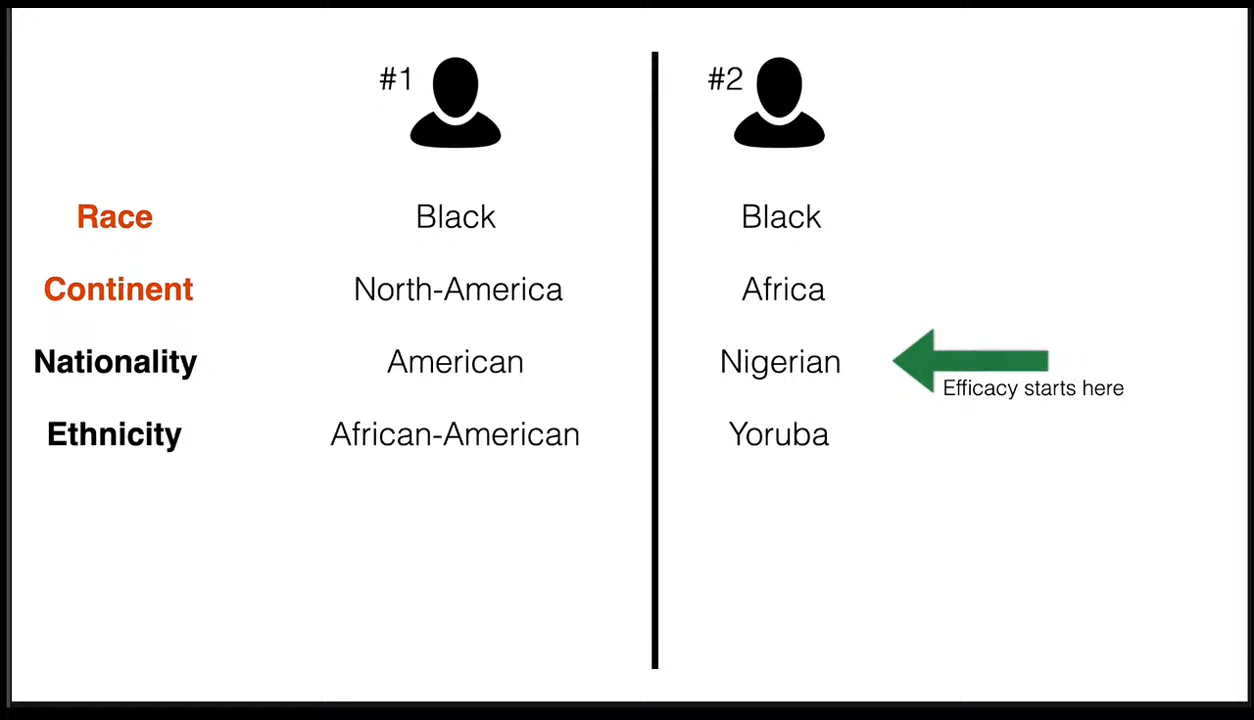 #1 #2
Race Black Black
Continent North-America Africa
Nationality American Nigerian
Efficacy starts here
Ethnicity African-American Yoruba